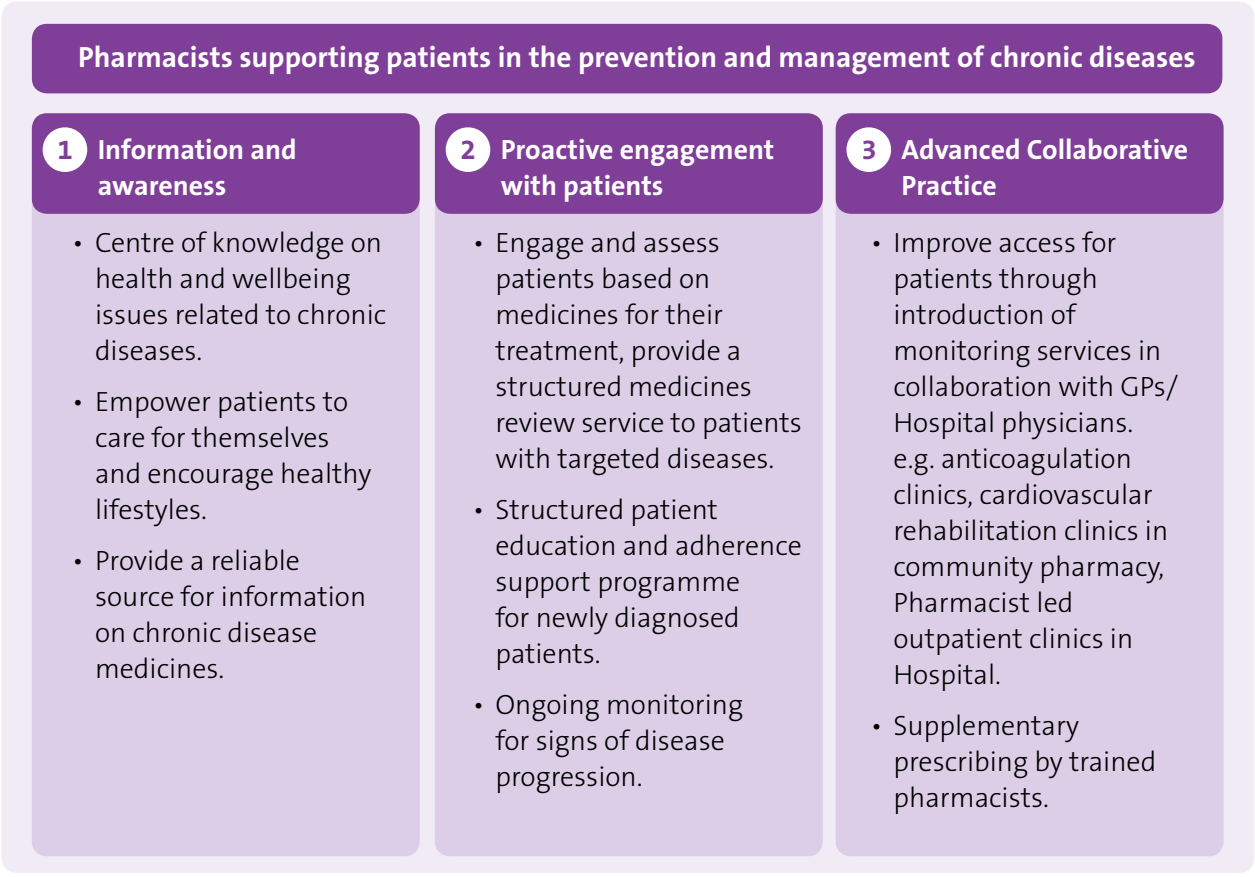 Pharmacists supporting patients in the prevention and management of chronic diseases
1 Information and
awareness
• Centre of knowledge on
health and wellbeing
issues related to chronic
diseases.
• Empower patients to
care for themselves
and encourage healthy
lifestyles.
• Provide a reliable
source for information
on chronic disease
medicines.
2 Proactive engagement
with patients
• Engage and assess
patients based on
medicines for their
treatment, provide a
structured medicines
review service to patients
with targeted diseases.
• Structured patient
education and adherence
support programme
for newly diagnosed
patients.
• Ongoing monitoring
for signs of disease
progression.
3 Advanced Collaborative
Practice
• Improve access for
patients through
introduction of
monitoring services in
collaboration with GPs/
Hospital physicians.
e.g. anticoagulation
clinics, cardiovascular
rehabilitation clinics in
community pharmacy,
Pharmacist led
outpatient clinics in
Hospital.
• Supplementary
prescribing by trained
pharmacists.